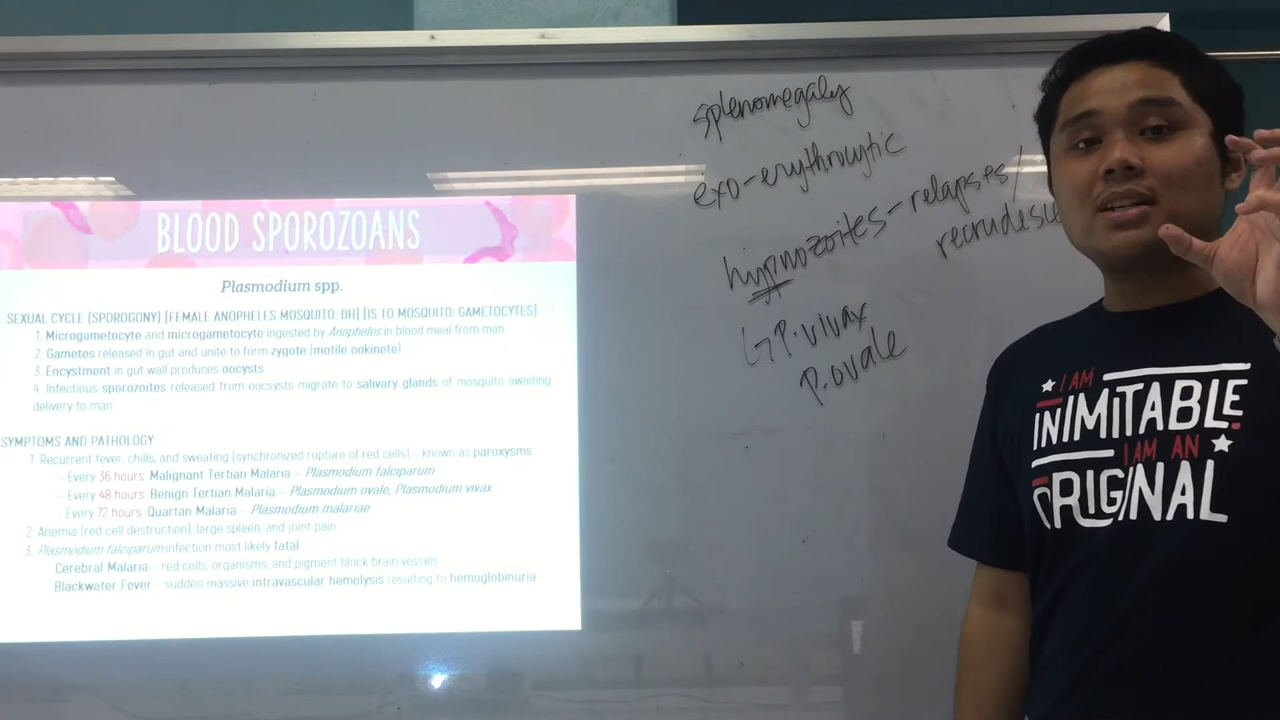 BLOOD SPOROZOANS
Plasmodium spp.
SEXUAL CYCLE (SPOROGONY) [FEMALE ANOPHELES MOSQUITO: DH] [IS TO MOSQUITO: GAMETOCYTES]
1. Microgametocyte and microgametocyte ingested by Anopheles in blood meal from man
2. Gametes released in gut and unite to form zygote (motile ookinete)
3. Encystment in gut wall produces oocysts
4. Infectious sporozoites released from oocysts migrate to salivary glands of mosquito awaiting
delivery to man
SYMPTOMS AND PATHOLOGY
1. Recurrent fever, chills, and sweating (synchronized rupture of red cells) - known as paroxysms
- Every 36 hours: Malignant Tertian Malaria - Plasmodium falciparum
- Every 48 hours: Benign Tertian Malaria - Plasmodium ovale, Plasmodium vivax
- Every 72 hours: Quartan Malaria - Plasmodium malariae
2. Anemia (red cell destruction), large spleen, and joint pain.
3. Plasmodium falciparum infection most likely fatal
Cerebral Malaria - red cells, organisms, and pigment block brain vessels
Blackwater Fever - sudden massive intravascular hemolysis resulting to hemoglobinuria
splenomegaly
exo-erythrocytic
hypnozoites - relapses/
P. vivax
P. ovale
I AM
INIMITABLE
I AM AN
ORIGINAL